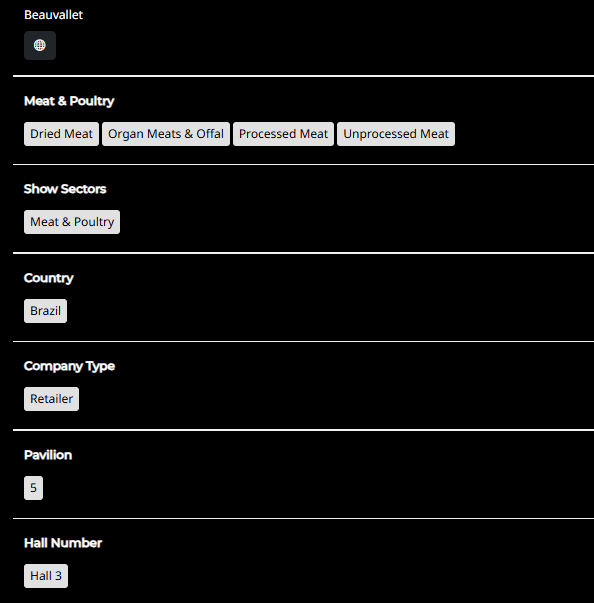 Beauvallet
Meat & Poultry
Dried Meat Organ Meats & Offal Processed Meat Unprocessed Meat
Show Sectors
Meat & Poultry
Country
Brazil
Company Type
Retailer
Pavilion
5
Hall Number
Hall 3